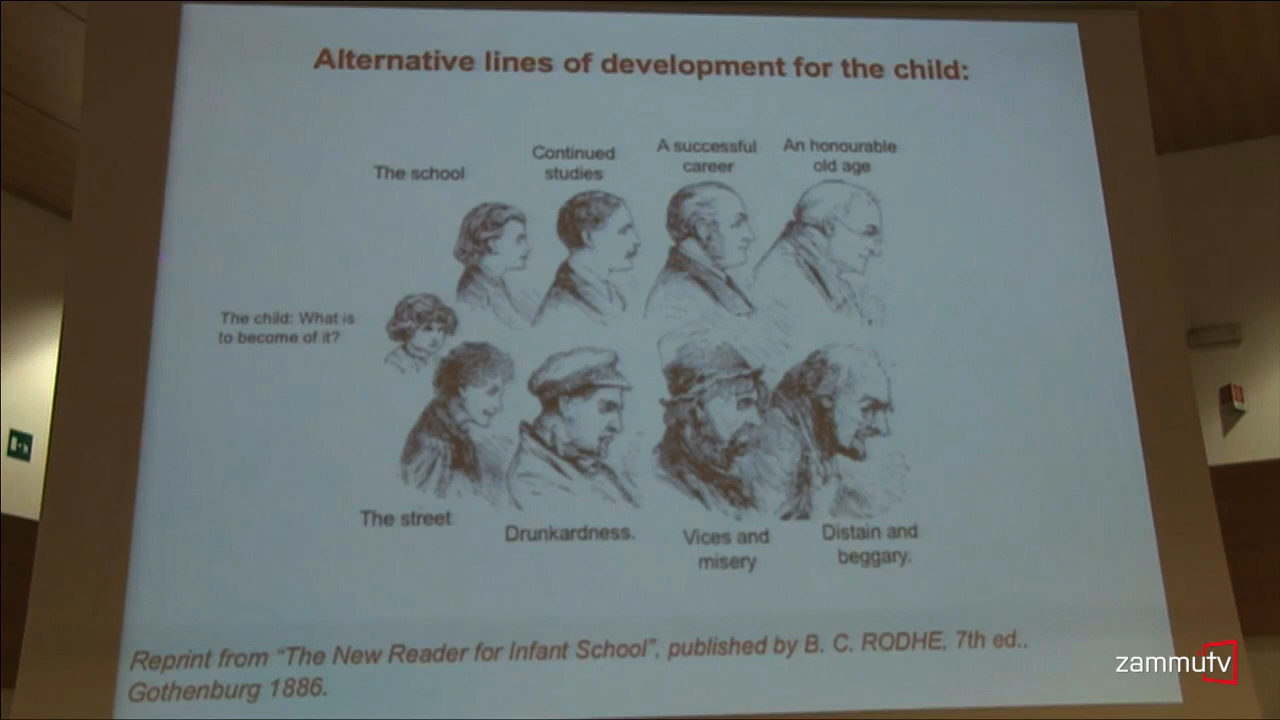 Alternative lines of development for the child:
The school
Continued
studies
A successful
career
An honourable
old age
The child: What is
to become of it?
The street
Drunkardness.
Vices and
misery
Distain and
beggary.
Reprint from “The New Reader for Infant School”, published by B. C. RODHE, 7th ed.,
Gothenburg 1886.
zammutv